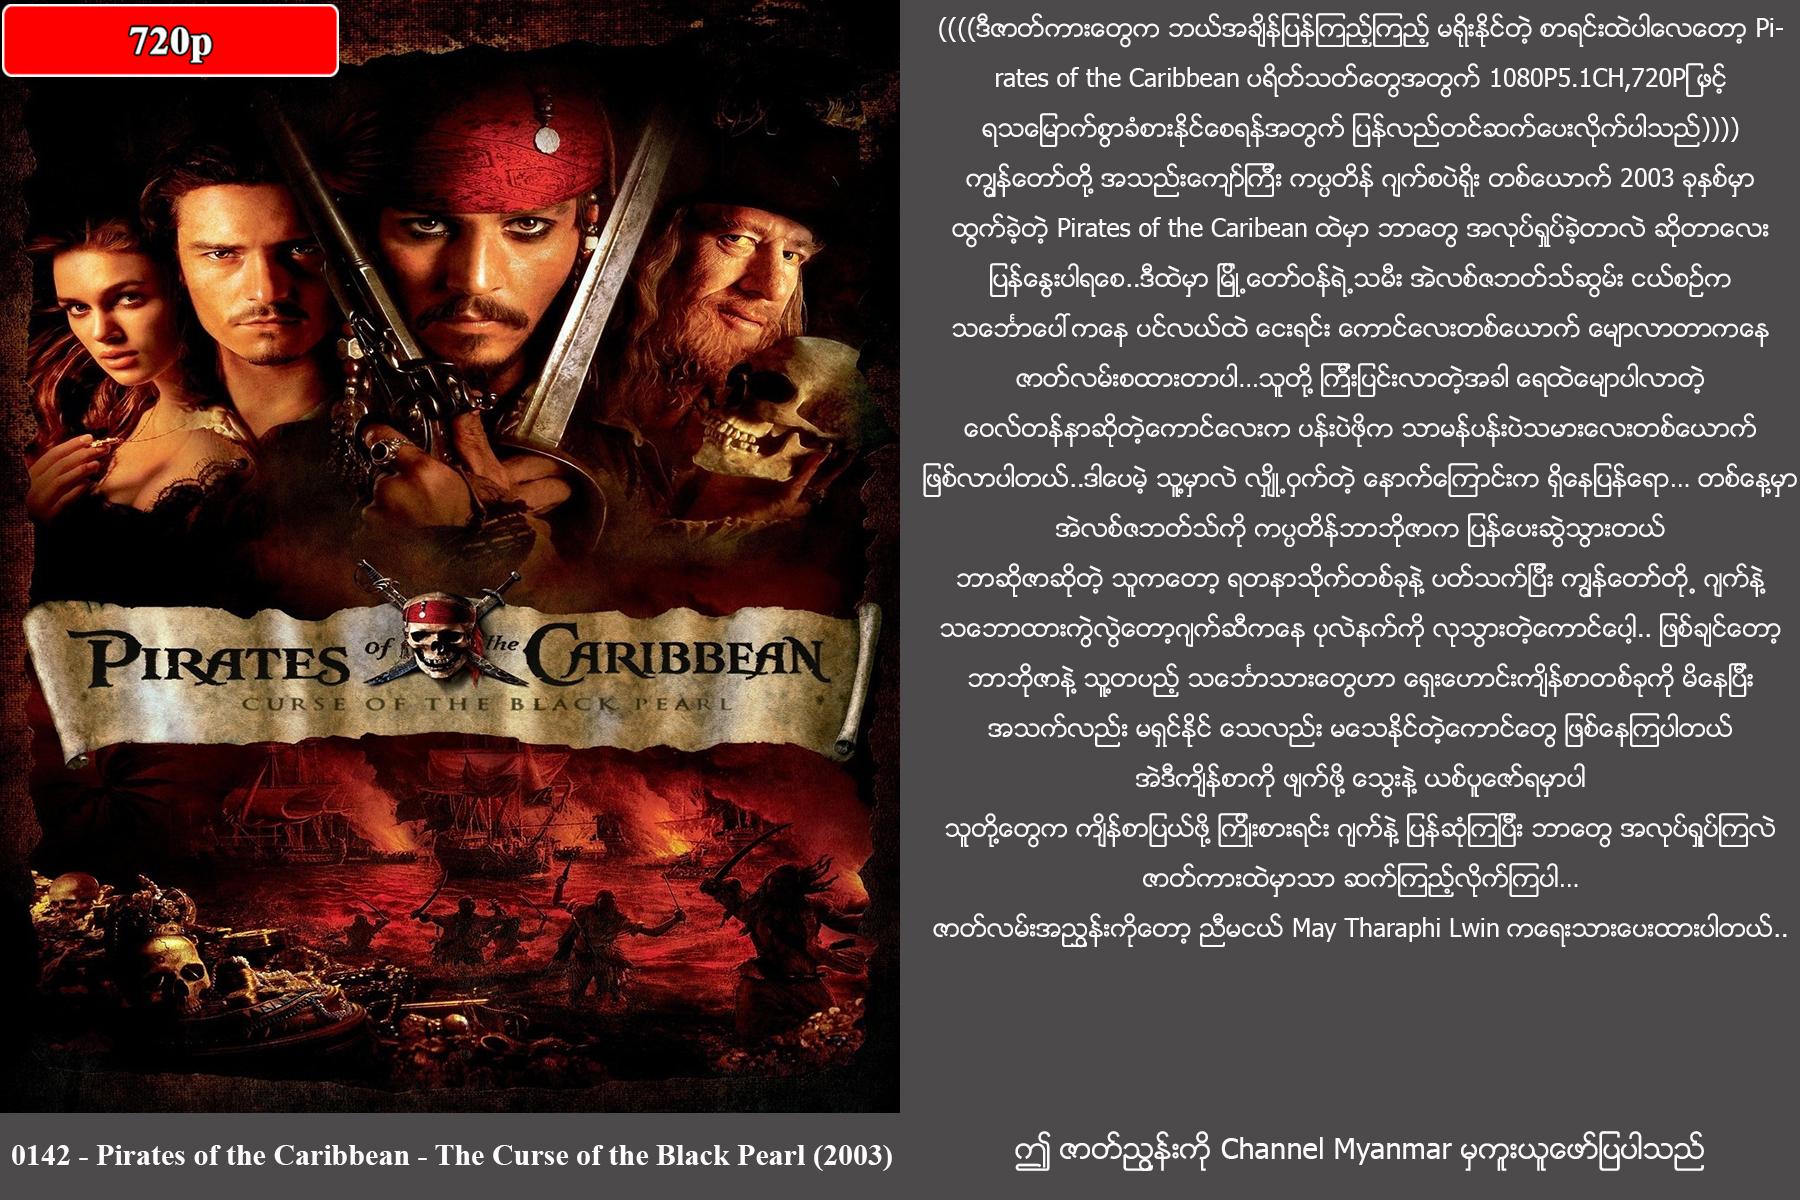 720p
PIRATES of the CARIBBEAN
CURSE OF THE BLACK PEARL
0142 - Pirates of the Caribbean - The Curse of the Black Pearl (2003)
((((ဒီဇာတ်ကားတွေက ဘယ်အချိန်ပြန်ကြည့်ကြည့် မရိုးနိုင်တဲ့ စာရင်းထဲပါလေတော့ Pi-
rates of the Caribbean ပရိတ်သတ်တွေအတွက် 1080P5.1CH,720Pဖြင့်
ရသမြောက်စွာခံစားနိုင်စေရန်အတွက် ပြန်လည်တင်ဆက်ပေးလိုက်ပါသည်))))
ကျွန်တော်တို့ အသည်းကျော်ကြီး ကပ္ပတိန် ဂျက်စပဲရိုး တစ်ယောက် 2003 ခုနှစ်မှာ
ထွက်ခဲ့တဲ့ Pirates of the Caribean ထဲမှာ ဘာတွေ အလုပ်ရှုပ်ခဲ့တာလဲ ဆိုတာလေး
ပြန်နွှေးပါရစေ..ဒီထဲမှာ မြို့တော်ဝန်ရဲ့သမီး အဲလစ်ဇဘတ်သ်ဆွမ်း ငယ်စဉ်က
သင်္ဘောပေါ်ကနေ ပင်လယ်ထဲ ငေးရင်း ကောင်လေးတစ်ယောက် မျောလာတာကနေ
ဇာတ်လမ်းစထားတာပါ...သူတို့ ကြီးပြင်းလာတဲ့အခါ ရေထဲမျောပါလာတဲ့
ဝေလ်တန်နာဆိုတဲ့ကောင်လေးက ပန်းပဲဖိုက သာမန်ပန်းပဲသမားလေးတစ်ယောက်
ဖြစ်လာပါတယ်..ဒါပေမဲ့ သူ့မှာလဲ လျှို့ဝှက်တဲ့ နောက်ကြောင်းက ရှိနေပြန်ရော... တစ်နေ့မှာ
အဲလစ်ဇဘတ်သ်ကို ကပ္ပတိန်ဘာဘိုဇာက ပြန်ပေးဆွဲသွားတယ်
ဘာဆိုဇာဆိုတဲ့ သူကတော့ ရတနာသိုက်တစ်ခုနဲ့ ပတ်သက်ပြီး ကျွန်တော်တို့ ဂျက်နဲ့
သဘောထားကွဲလွဲတော့ဂျက်ဆီကနေ ပုလဲနက်ကို လုသွားတဲ့ကောင်ပေါ့.. ဖြစ်ချင်တော့
ဘာဘိုဇာနဲ့ သူ့တပည့် သင်္ဘောသားတွေဟာ ရှေးဟောင်းကျိန်စာတစ်ခုကို မိနေပြီး
အသက်လည်း မရှင်နိုင် သေလည်း မသေနိုင်တဲ့ကောင်တွေ ဖြစ်နေကြပါတယ်
အဲဒီကျိန်စာကို ဖျက်ဖို့ သွေးနဲ့ ယစ်ပူဇော်ရမှာပါ
သူတို့တွေက ကျိန်စာပြယ်ဖို့ ကြိုးစားရင်း ဂျက်နဲ့ ပြန်ဆုံကြပြီး ဘာတွေ အလုပ်ရှုပ်ကြလဲ
ဇာတ်ကားထဲမှာသာ ဆက်ကြည့်လိုက်ကြပါ...
ဇာတ်လမ်းအညွှန်းကိုတော့ ညီမငယ် May Tharaphi Lwin ကရေးသားပေးထားပါတယ်..
ဤ ဇာတ်ညွှန်းကို Channel Myanmar မှကူးယူဖော်ပြပါသည်